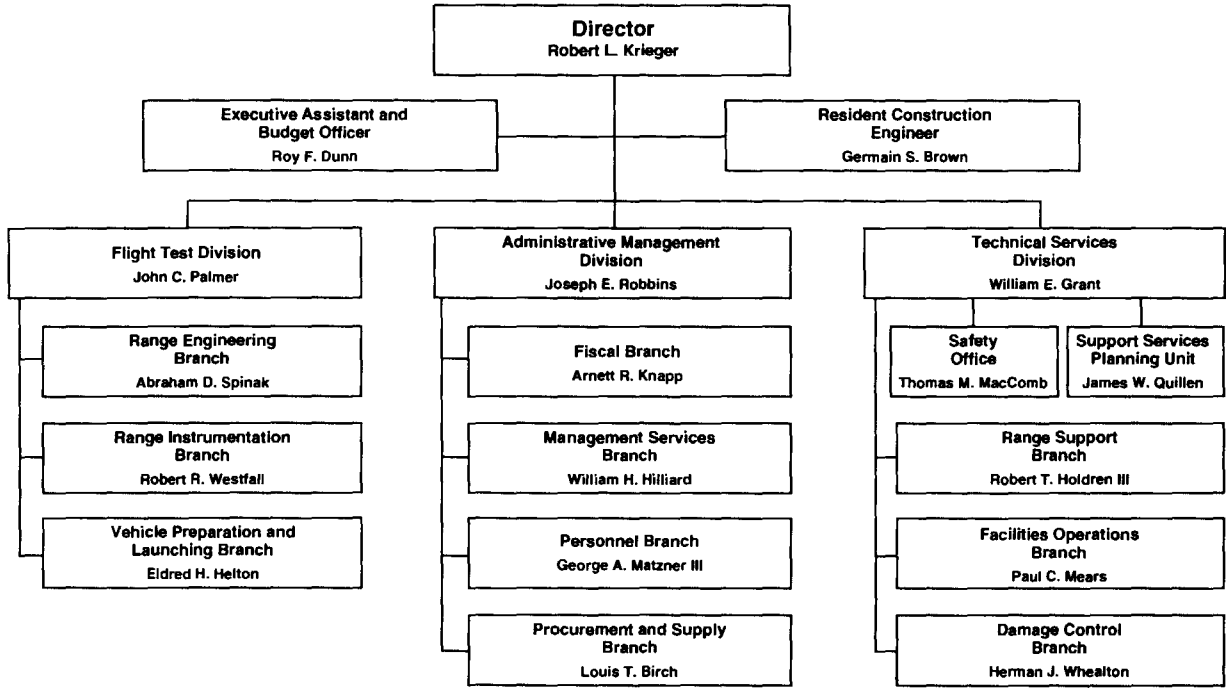 Director
Robert L. Krieger
Executive Assistant and
Budget Officer
Roy F. Dunn
Resident Construction
Engineer
Germain S. Brown
Flight Test Division
John C. Palmer
Administrative Management
Division
Joseph E. Robbins
Technical Services
Division
William E. Grant
Range Engineering
Branch
Abraham D. Spinak
Range Instrumentation
Branch
Robert R. Westfall
Vehicle Preparation and
Launching Branch
Eldred H. Helton
Fiscal Branch
Arnett R. Knapp
Management Services
Branch
William H. Hilliard
Personnel Branch
George A. Matzner III
Procurement and Supply
Branch
Louis T. Birch
Safety
Office
Thomas M. MacComb
Support Services
Planning Unit
James W. Quillen
Range Support
Branch
Robert T. Holdren III
Facilities Operations
Branch
Paul C. Mears
Damage Control
Branch
Herman J. Whealton